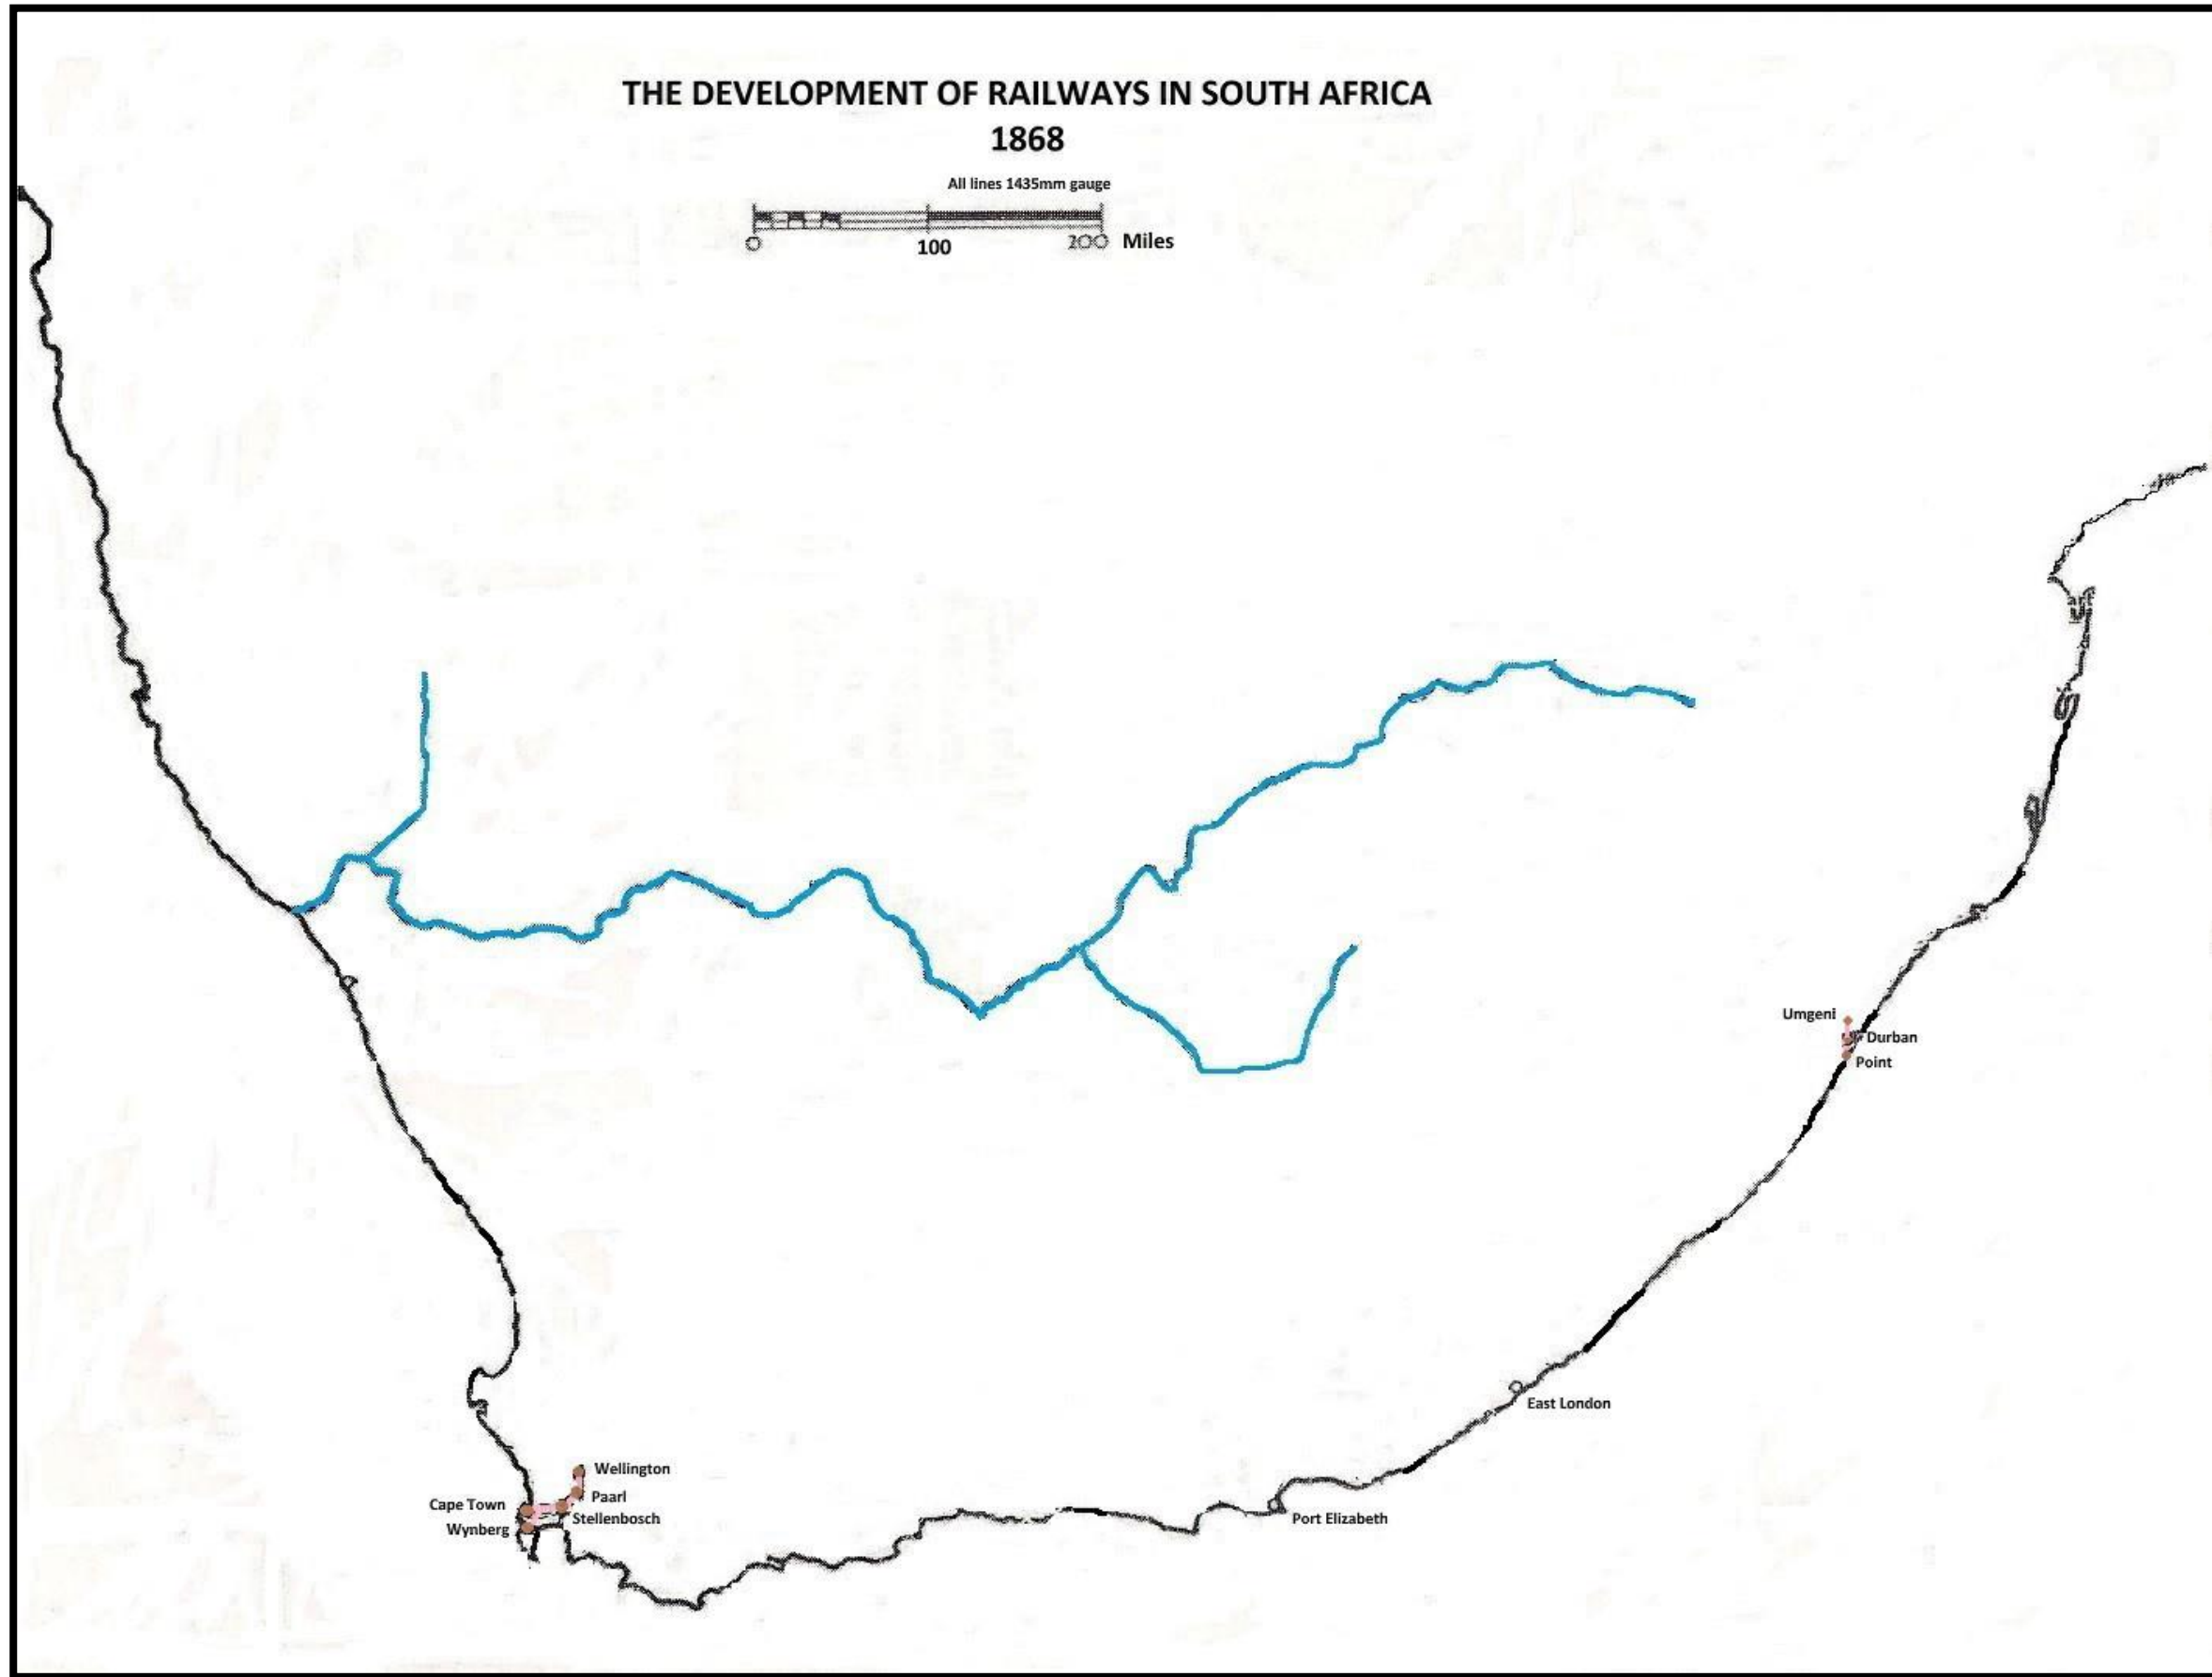 THE DEVELOPMENT OF RAILWAYS IN SOUTH AFRICA
1868
All lines 1435mm gauge
0 100 200 Miles
Umgeni
Durban
Point
East London
Wellington
Cape Town
Paarl
Stellenbosch
Wynberg
Port Elizabeth